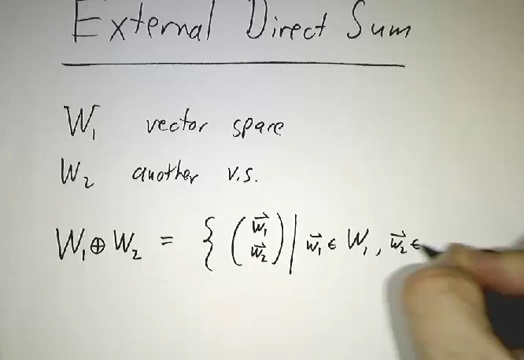 External Direct Sum
W₁ vector space
W₂ another v.s.
W₁ ⊕ W₂ = { (w⃗₁ w⃗₂) | w⃗₁ ∈ W₁, w⃗₂ ∈